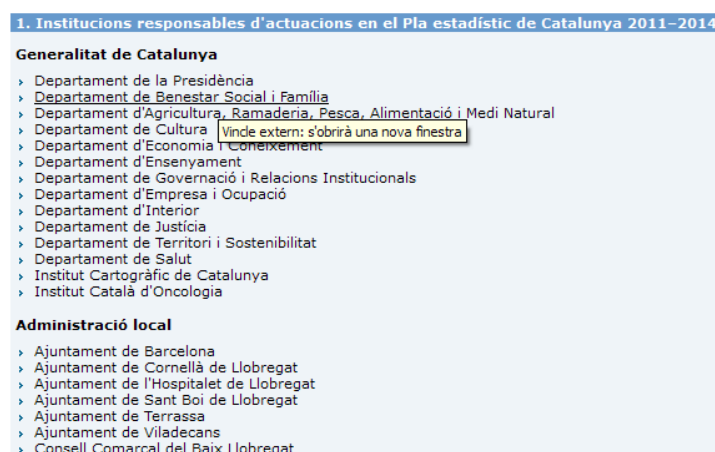 1. Institucions responsables d'actuacions en el Pla estadístic de Catalunya 2011–2014
Generalitat de Catalunya
Departament de la Presidència
Departament de Benestar Social i Família
Departament d'Agricultura, Ramaderia, Pesca, Alimentació i Medi Natural
Departament de Cultura
Vincle extern: s'obrirà una nova finestra
Departament d'Economia i Coneixement
Departament d'Ensenyament
Departament de Governació i Relacions Institucionals
Departament d'Empresa i Ocupació
Departament d'Interior
Departament de Justícia
Departament de Territori i Sostenibilitat
Departament de Salut
Institut Cartogràfic de Catalunya
Institut Català d'Oncologia
Administració local
Ajuntament de Barcelona
Ajuntament de Cornellà de Llobregat
Ajuntament de l'Hospitalet de Llobregat
Ajuntament de Sant Boi de Llobregat
Ajuntament de Terrassa
Ajuntament de Viladecans
Consell Comarcal del Baix Llobregat